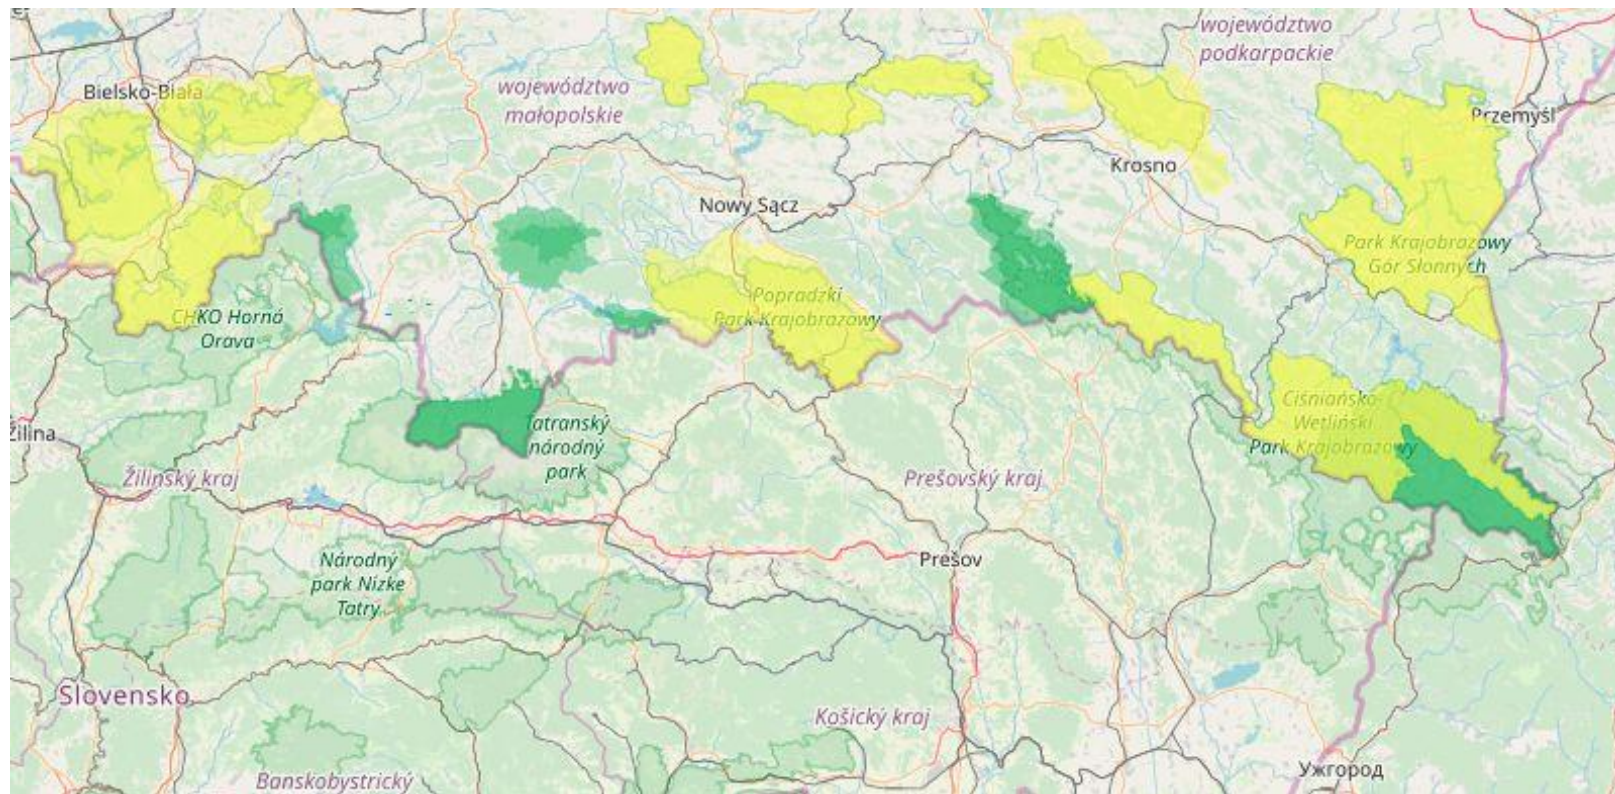 województwo
podkarpackie
województwo
małopolskie
Bielsko-Biała
Przemyśl
Krosno
Nowy Sącz
Park Krajobrazowy
Gór Słonnych
Popradzki
Park Krajobrazowy
CHKO Horná
Orava
Ciśniańsko-
Wetliński
Park Krajobrazowy
Tatranský
národný
park
Žilina
Žilinský kraj
Prešovský kraj
Prešov
Národný
park Nízke
Tatry
Slovensko
Košický kraj
Ужгород
Banskobystrický